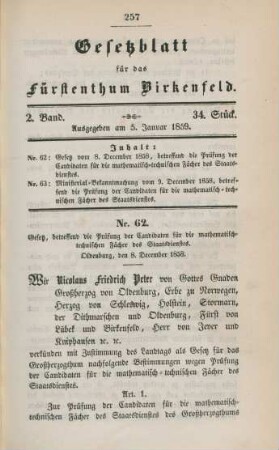 257
Gesetzblatt
für das
Fürstenthum Birkenfeld.
2. Band.
34. Stück.
Ausgegeben am 5. Januar 1859.
Inhalt:
Nr. 62: Gesetz vom 8. December 1858, betreffend die Prüfung der
Candidaten für die mathematisch-technischen Fächer des Staats-
dienstes.
Nr. 63: Ministerial-Bekanntmachung vom 9. December 1858, betref-
fend die Prüfung der Candidaten für die mathematisch-
technischen Fächer des Staatsdienstes.
Nr. 62.
Gesetz, betreffend die Prüfung der Candidaten für die mathematisch-
technischen Fächer des Staatsdienstes.
Oldenburg, den 8. December 1858.
Wir Nicolaus Friedrich Peter von Gottes Gnaden
Großherzog von Oldenburg, Erbe zu Norwegen,
Herzog von Schleswig, Holstein, Stormarn,
der Dithmarschen und Oldenburg, Fürst von
Lübeck und Birkenfeld, Herr von Jever und
Kniphausen &c. &c.
verkünden mit Zustimmung des Landtags als Gesetz für das
Großherzogthum nachfolgende Bestimmungen wegen Prüfung
der Candidaten für die mathematisch-technischen Fächer des
Staatsdienstes.
Art. 1.
Zur Prüfung der Candidaten für die mathematisch-tech-
nischen Fächer des Staatsdienstes des Großherzogthums